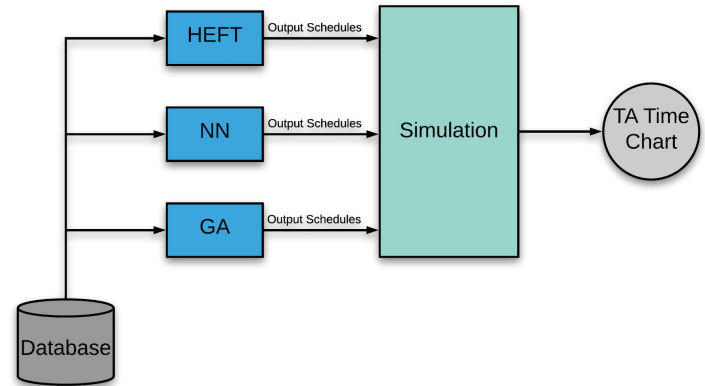 HEFT
Output Schedules
NN
Output Schedules
GA
Output Schedules
Simulation
TA Time
Chart
Database